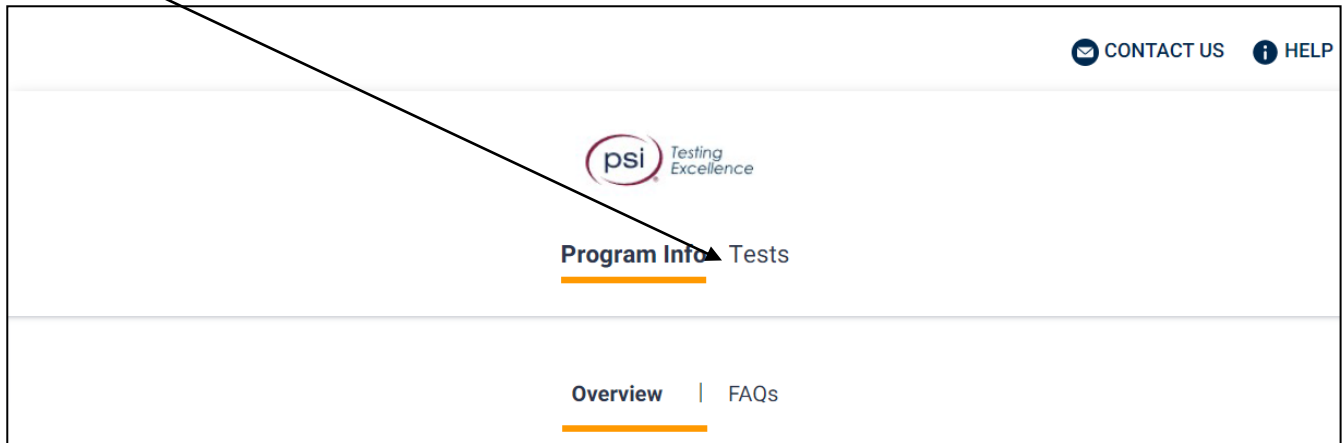 CONTACT US HELP
psi Testing
Excellence
Program Info Tests
Overview | FAQs